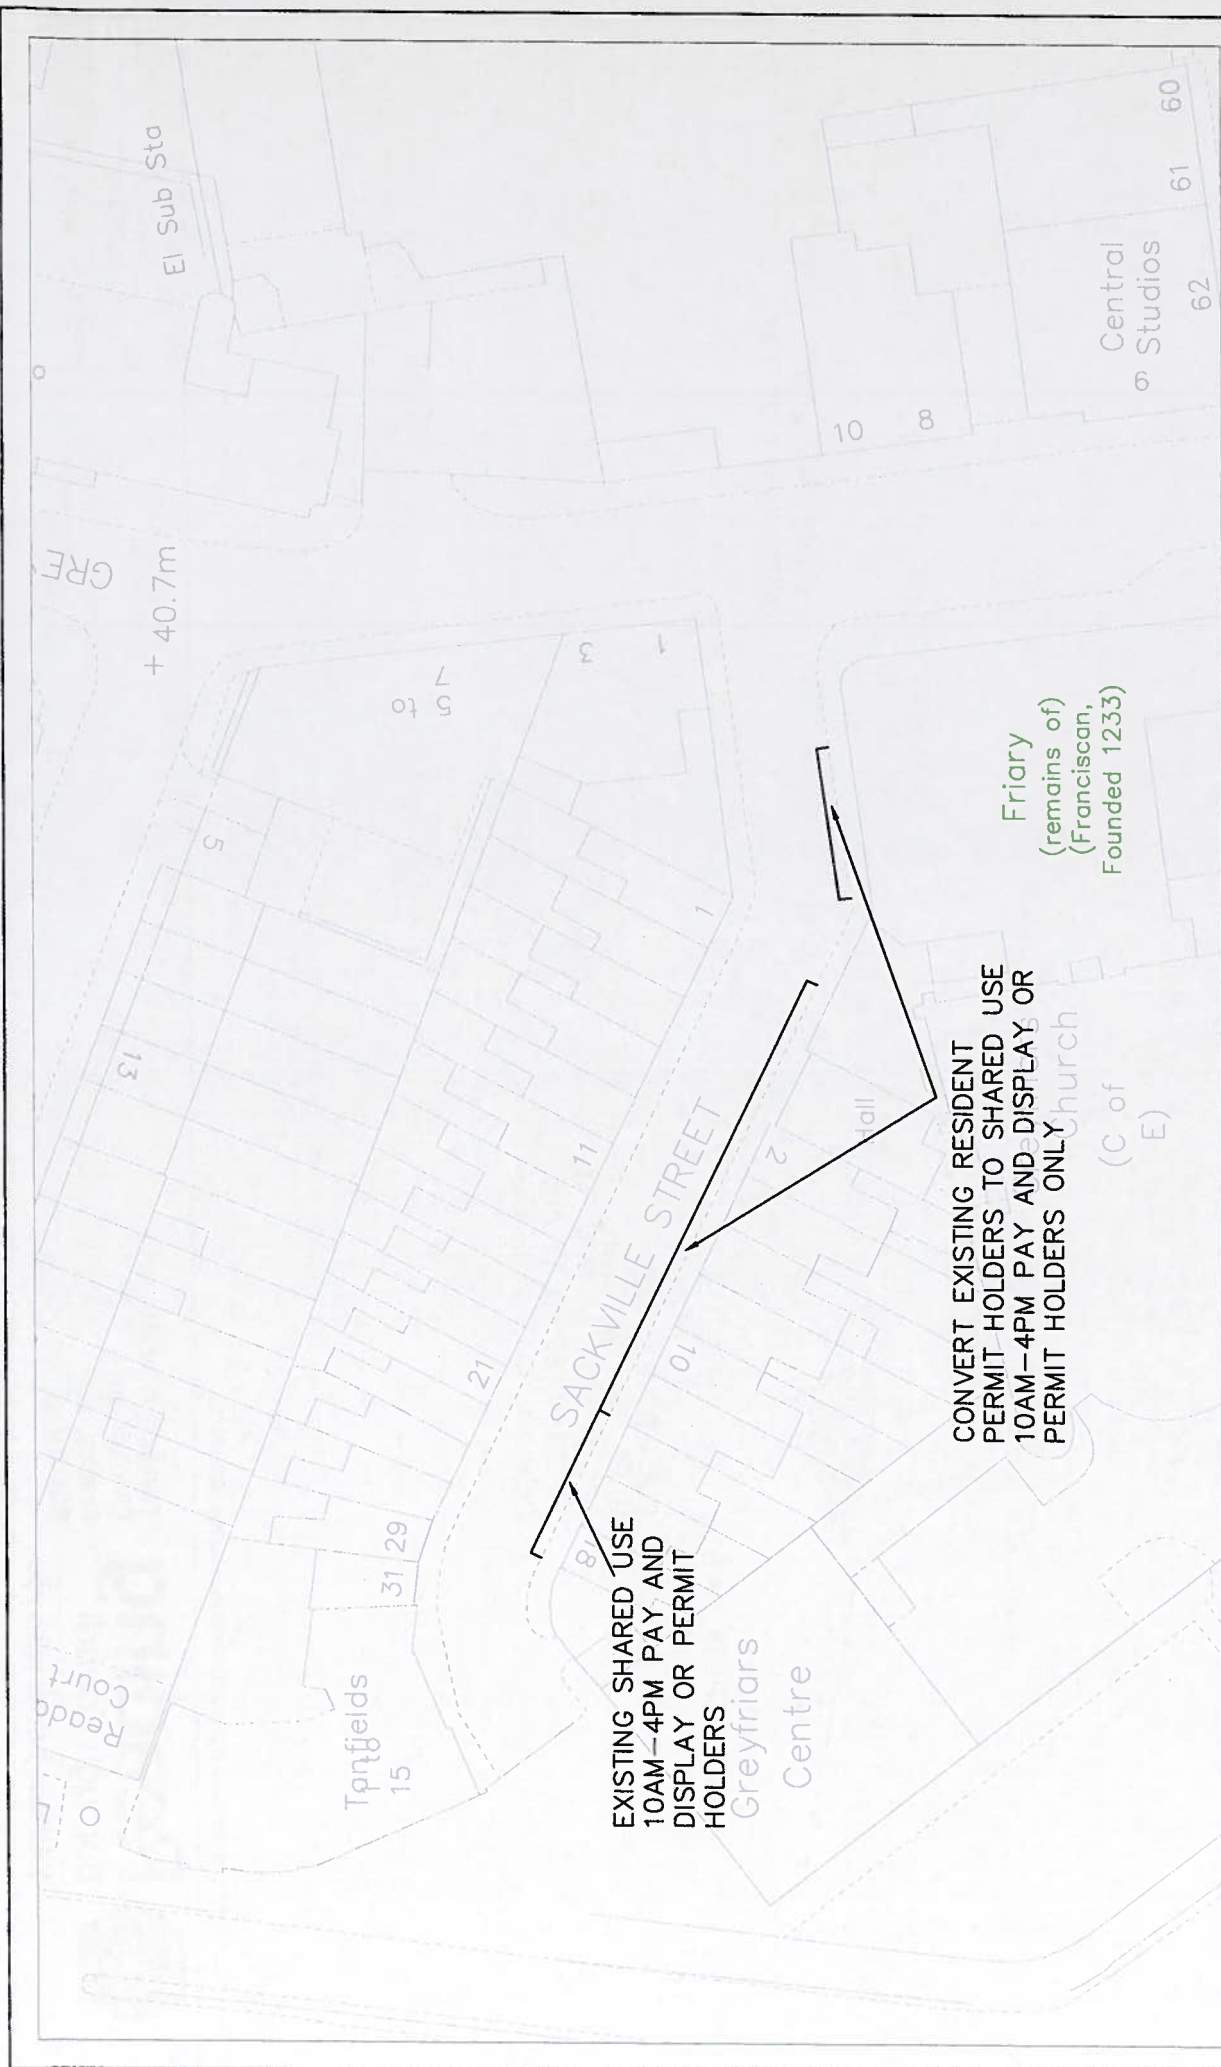 EXISTING SHARED USE
10AM-4PM PAY AND
DISPLAY OR PERMIT
HOLDERS
CONVERT EXISTING RESIDENT
PERMIT HOLDERS TO SHARED USE
10AM-4PM PAY AND DISPLAY OR
PERMIT HOLDERS ONLY
SACKVILLE STREET
Greyfriars
Centre
Tanfields
15
31
29
21
11
1
18
10
2
Hall
Church
(C of
E)
Friary
(remains of)
(Franciscan,
Founded 1233)
Court
13
5
5 to
7
3
1
+ 40.7m
GRE
El Sub Sta
10
8
6
Central
Studios
62
61
60